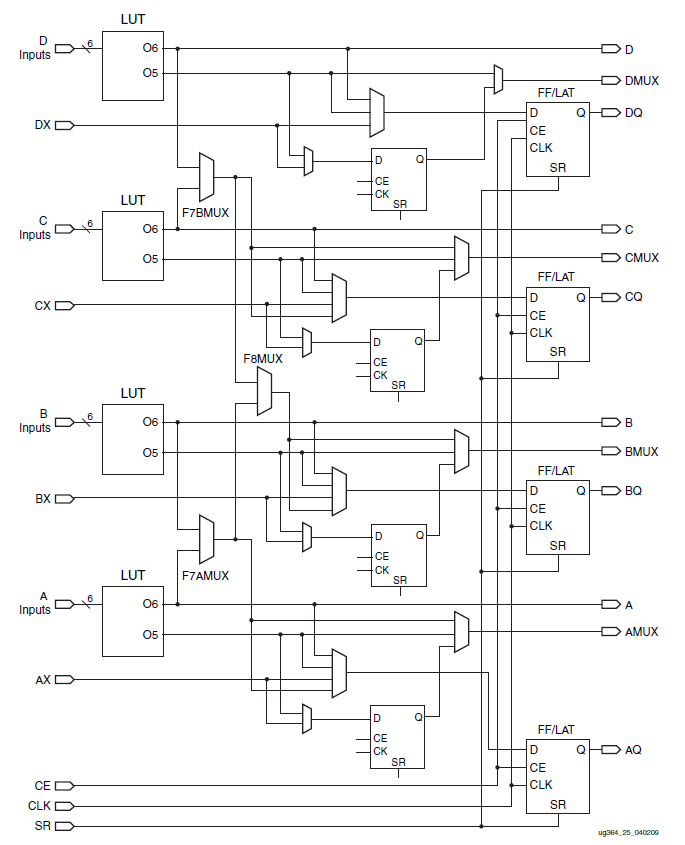 LUT
D
Inputs
6
O6
D
O5
DMUX
FF/LAT
DX
D
Q
DQ
CE
CLK
D
Q
SR
CE
CK
SR
F7BMUX
LUT
C
Inputs
6
O6
C
O5
CMUX
FF/LAT
CX
D
Q
CQ
CE
CLK
D
Q
SR
F8MUX
CE
CK
SR
LUT
B
Inputs
6
O6
B
O5
BMUX
FF/LAT
BX
D
Q
BQ
CE
CLK
D
Q
SR
CE
CK
F7AMUX
SR
LUT
A
Inputs
6
O6
A
O5
AMUX
AX
D
Q
FF/LAT
CE
D
Q
AQ
CK
CE
SR
CE
CLK
CLK
SR
SR
ug364_25_040209